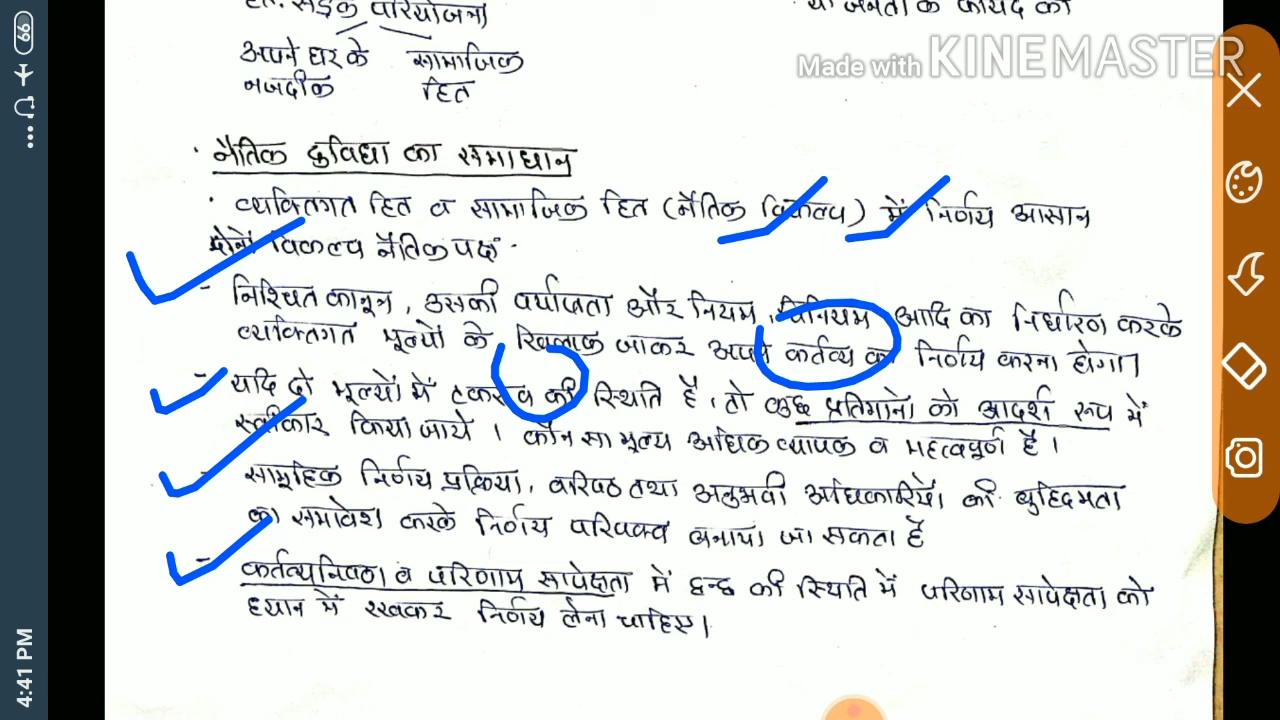 सड़क परियोजना
या जनता के फायदे का
अपने घर के सामाजिक
नजदीक हित
Made with KINEMASTER
· नैतिक दुविधा का समाधान
· व्यक्तिगत हित व सामाजिक हित (नैतिक विकल्प) में निर्णय आसान
दोनों विकल्प नैतिक पक्ष -
- निश्चित कानून, उसकी पर्याप्तता और नियम, विनियम आदि का निर्धारण करके
व्यक्तिगत मूल्यों के खिलाफ जाकर अपने कर्तव्य का निर्णय करना होगा।
- यदि दो मूल्यों में टकराव की स्थिति है, तो कुछ प्रतिमानों को आदर्श रूप में
स्वीकार किया जाये । कौन सा मूल्य अधिक व्यापक व महत्वपूर्ण है ।
- सामूहिक निर्णय प्रक्रिया, वरिष्ठ तथा अनुभवी अधिकारियों की बुद्धिमता
का समावेश करके निर्णय परिपक्व बनाया जा सकता है
- कर्तव्यनिष्ठा व परिणाम सापेक्षता में द्वन्द की स्थिति में परिणाम सापेक्षता को
ध्यान में रखकर निर्णय लेना चाहिए।
66
4:41 PM